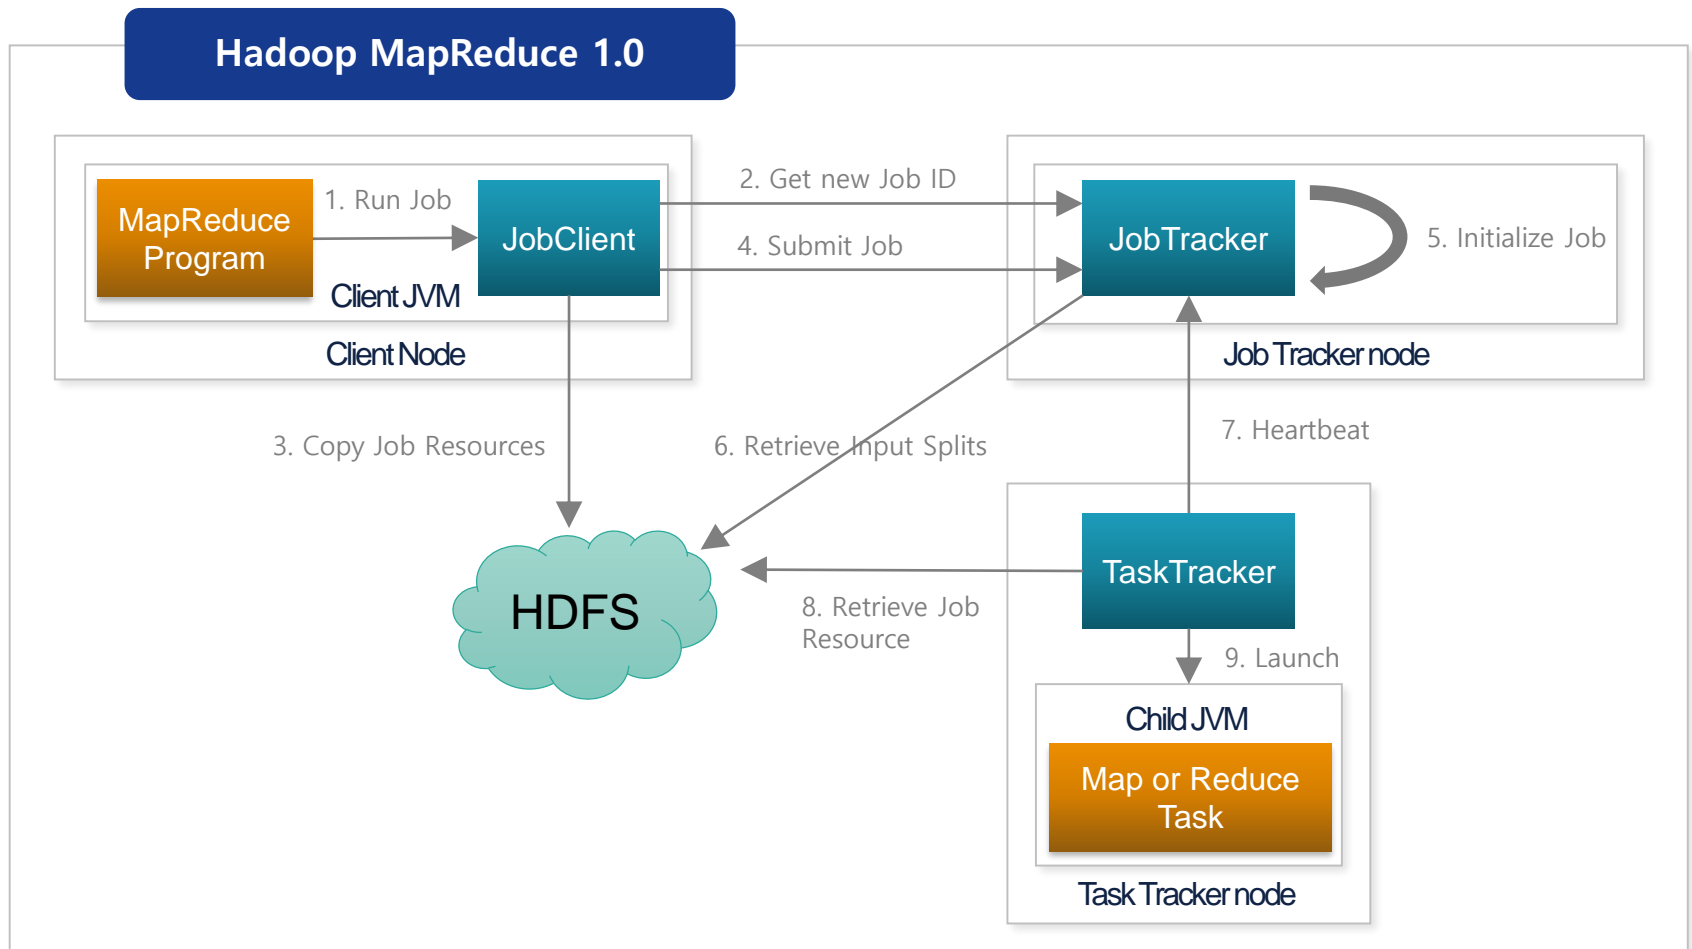 Hadoop MapReduce 1.0
MapReduce
Program
1. Run Job
JobClient
Client JVM
Client Node
2. Get new Job ID
4. Submit Job
JobTracker
5. Initialize Job
Job Tracker node
3. Copy Job Resources
6. Retrieve Input Splits
7. Heartbeat
HDFS
8. Retrieve Job
Resource
TaskTracker
9. Launch
Child JVM
Map or Reduce
Task
Task Tracker node